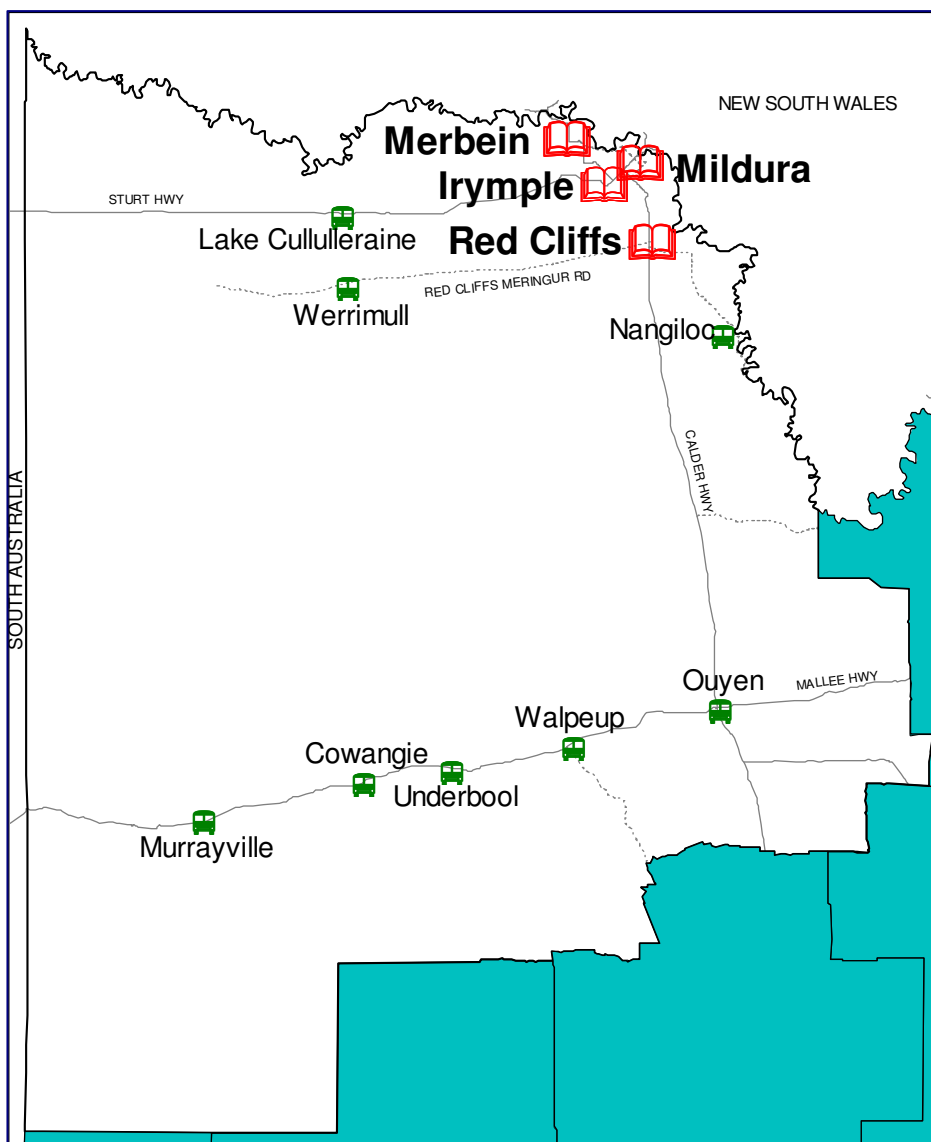 NEW SOUTH WALES
Merbein
Mildura
Irymple
STURT HWY
Lake Cullulleraine
Red Cliffs
RED CLIFFS MERINGUR RD
Werrimull
Nangiloc
CALDER HWY
SOUTH AUSTRALIA
Ouyen
MALLEE HWY
Walpeup
Cowangie
Underbool
Murrayville